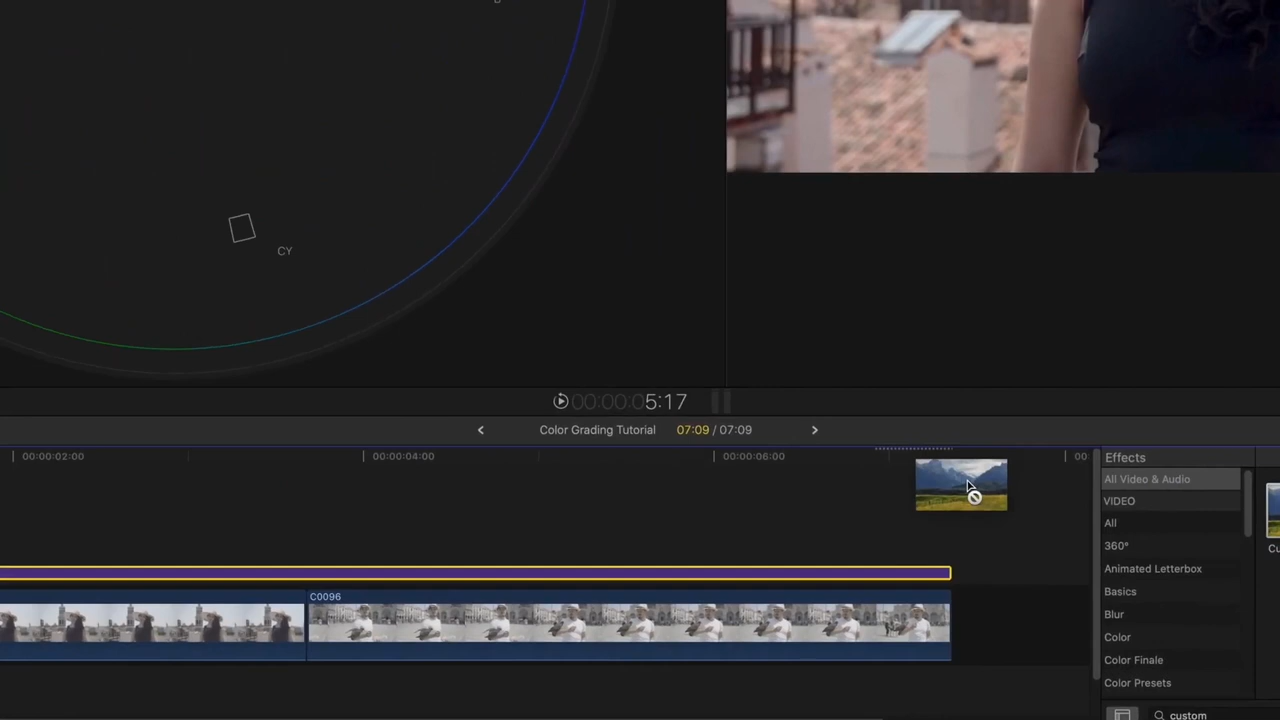 CY
00:00:05:17
Color Grading Tutorial 07:09 / 07:09
00:00:02:00 00:00:04:00 00:00:06:00 00:
C0096
Effects
All Video & Audio
VIDEO
All
360°
Animated Letterbox
Basics
Blur
Color
Color Finale
Color Presets
custom